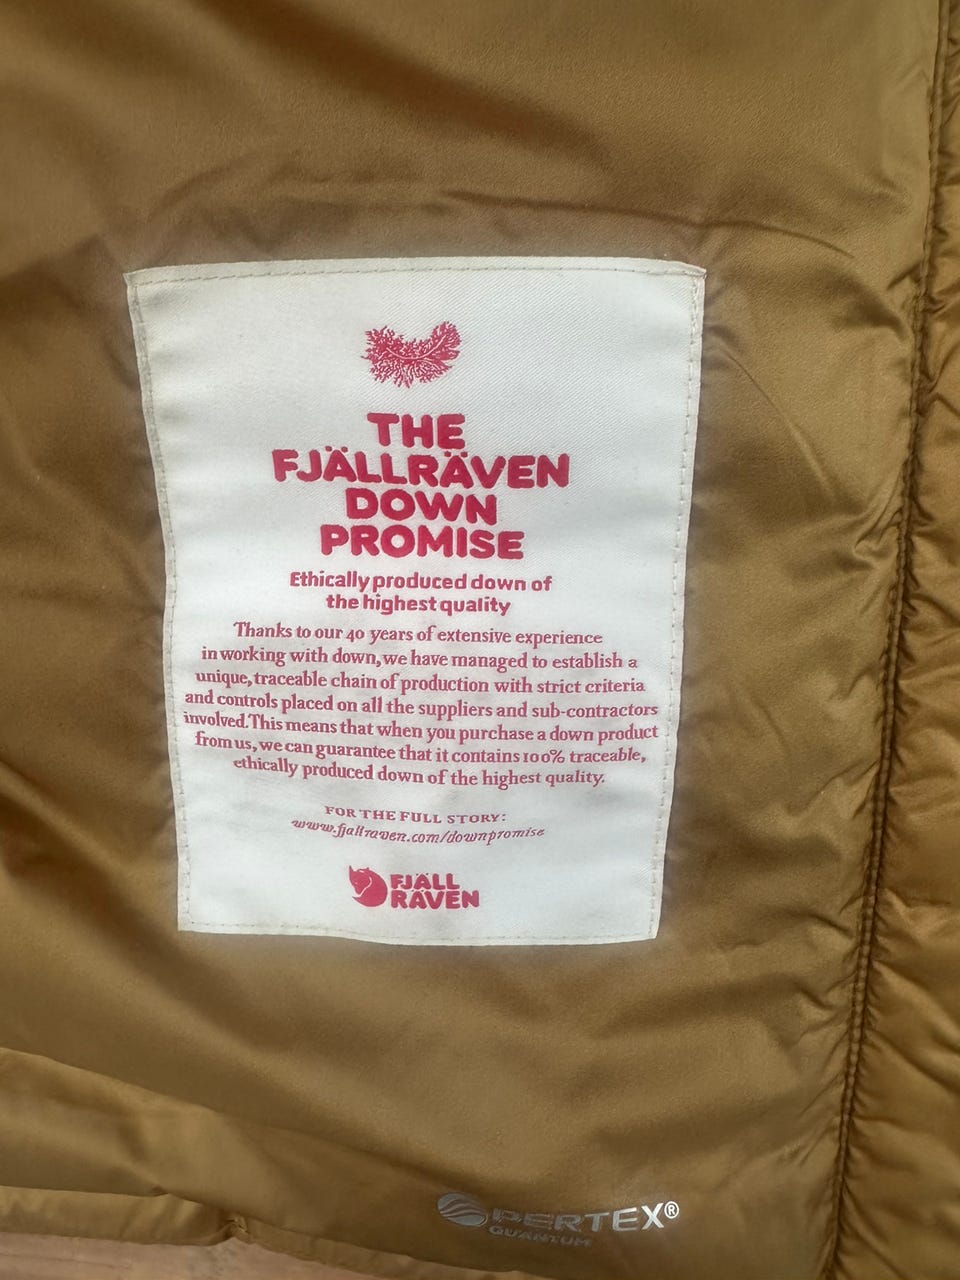 THE
FJÄLLRÄVEN
DOWN
PROMISE
Ethically produced down of
the highest quality
Thanks to our 40 years of extensive experience
in working with down, we have managed to establish a
unique, traceable chain of production with strict criteria
and controls placed on all the suppliers and sub-contractors
involved. This means that when you purchase a down product
from us, we can guarantee that it contains 100% traceable,
ethically produced down of the highest quality.
FOR THE FULL STORY:
www.fjallraven.com/downpromise
FJÄLL
RÄVEN
PERTEX®
QUANTUM